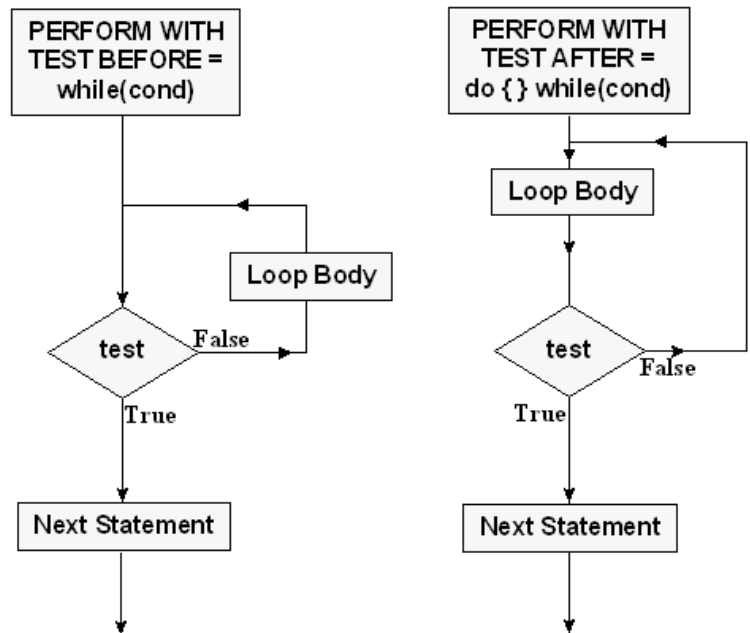 PERFORM WITH
TEST BEFORE =
while(cond)
Loop Body
test
False
True
Next Statement
PERFORM WITH
TEST AFTER =
do { } while(cond)
Loop Body
test
False
True
Next Statement